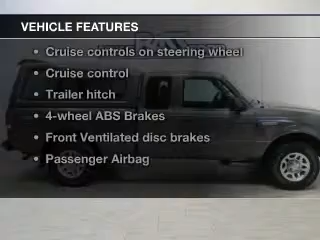 VEHICLE FEATURES
• Cruise controls on steering wheel
• Cruise control
• Trailer hitch
• 4-wheel ABS Brakes
• Front Ventilated disc brakes
• Passenger Airbag